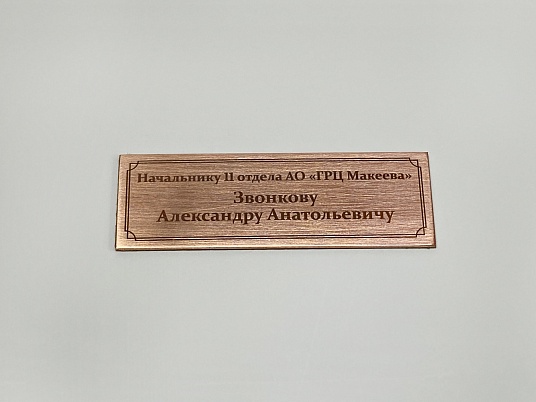 Начальнику 11 отдела АО «ГРЦ Макеева»
Звонкову
Александру Анатольевичу